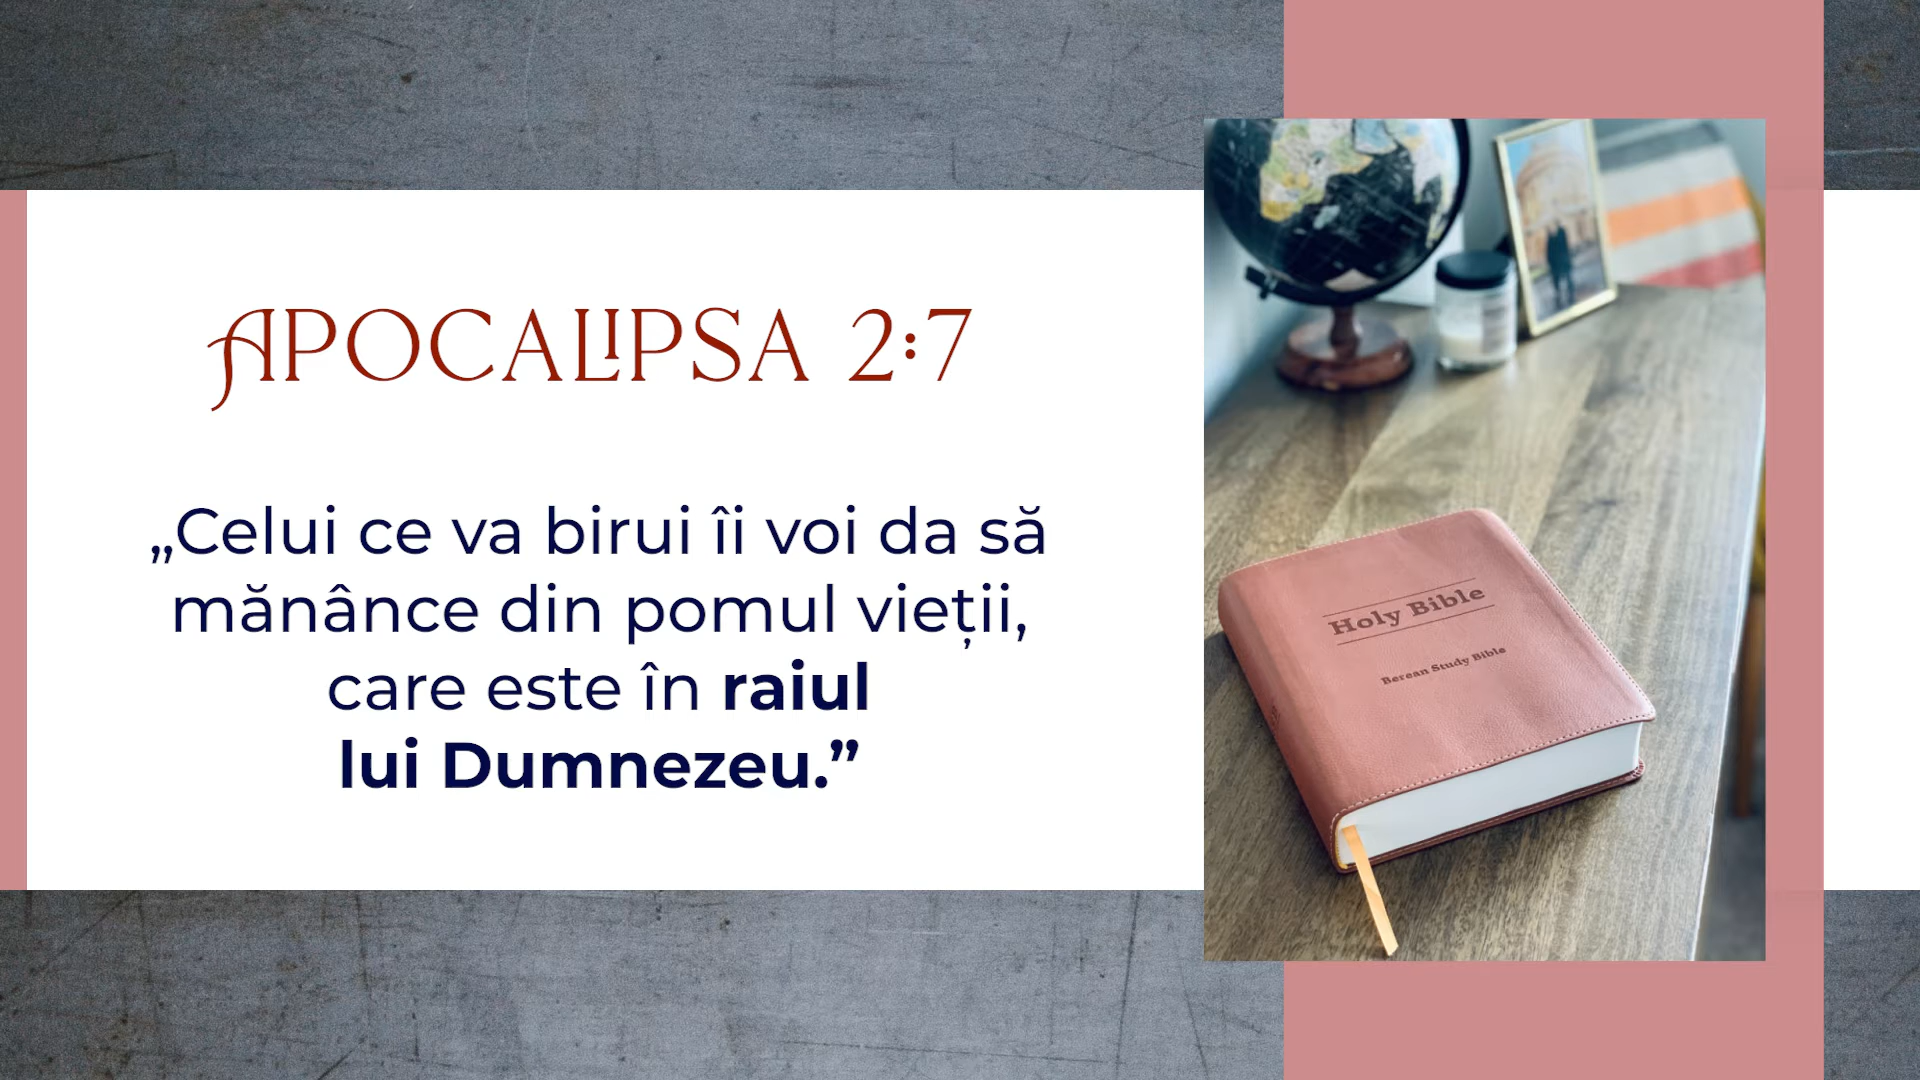 APOCALIPSA 2:7
„Celui ce va birui îi voi da să
mănânce din pomul vieții,
care este în raiul
lui Dumnezeu.”
Holy Bible
Berean Study Bible